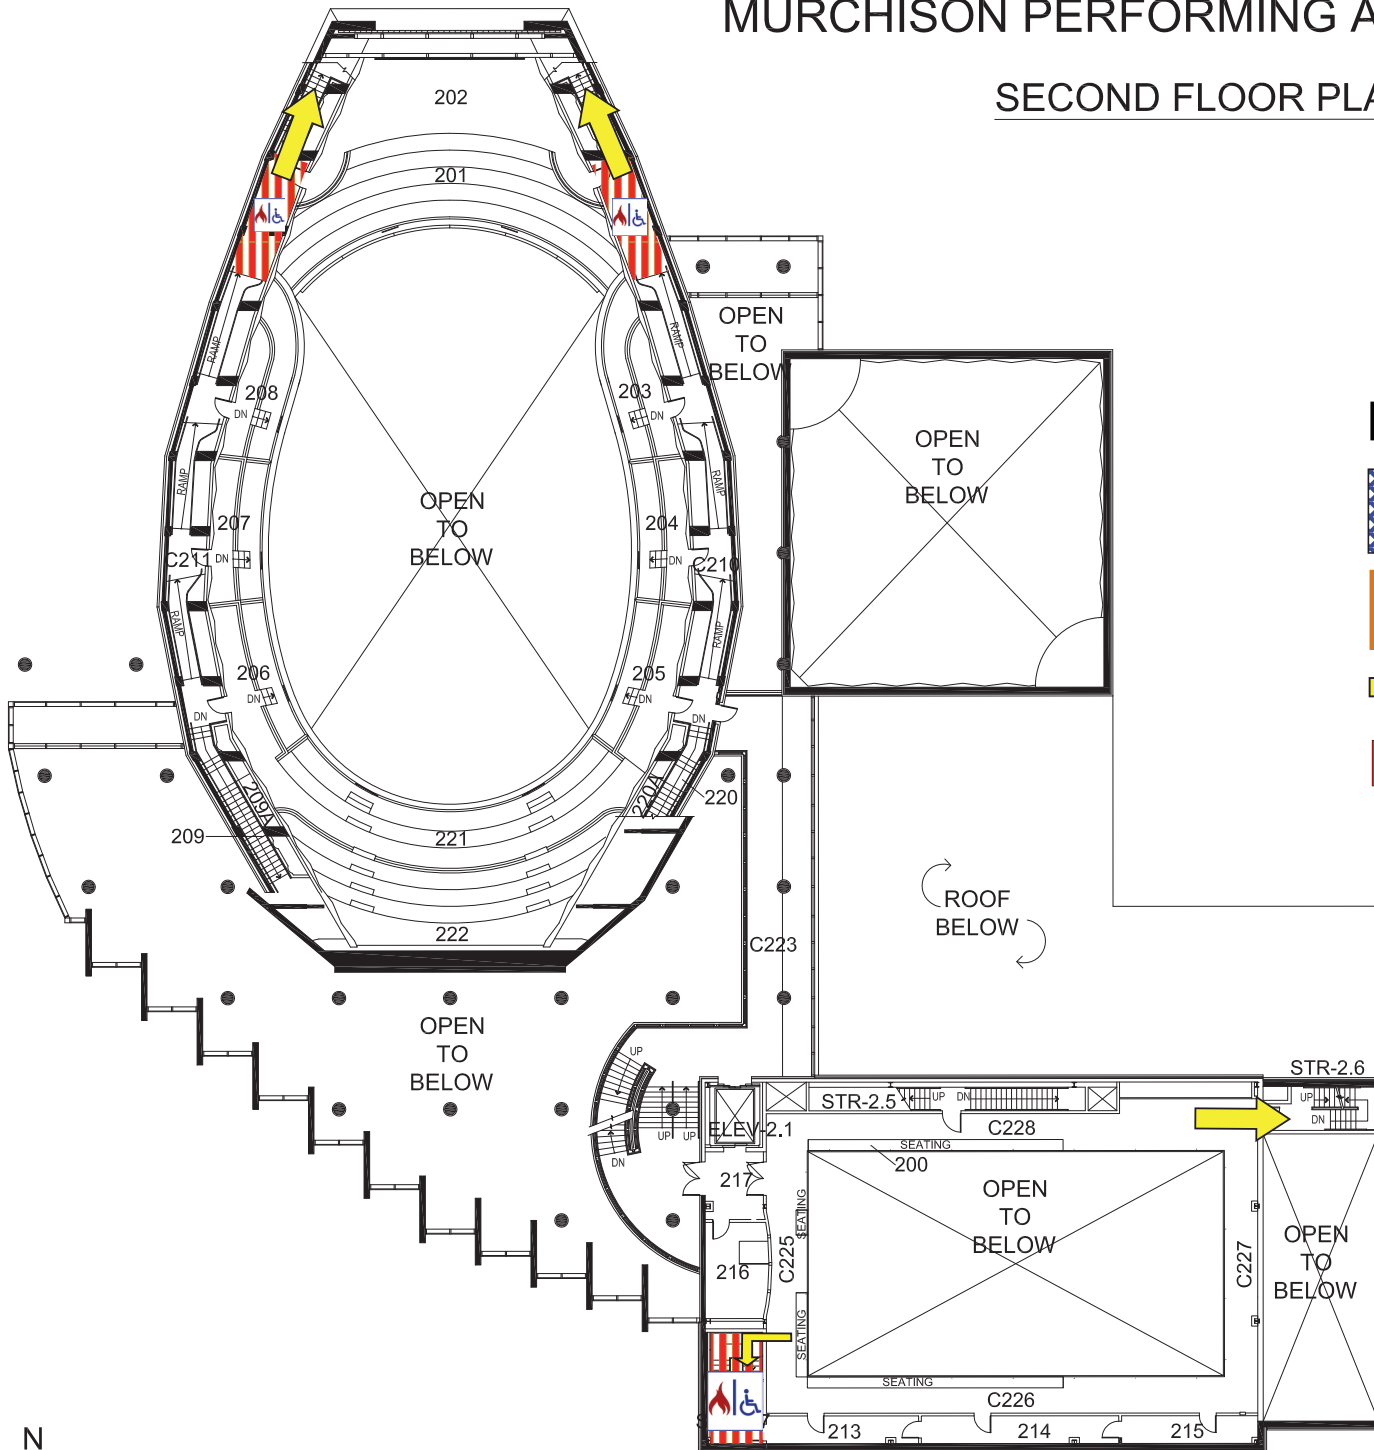 MURCHISON PERFORMING A
SECOND FLOOR PLA
202
201
OPEN
TO
BELOW
RAMP
RAMP
208
203
DN
DN
OPEN
TO
BELOW
RAMP
RAMP
OPEN
TO
BELOW
207
204
C211
DN
DN
C210
RAMP
RAMP
206
205
DN
DN
DN
DN
209A
220A
220
209
221
ROOF
BELOW
222
C223
OPEN
TO
BELOW
UP
STR-2.6
STR-2.5
UP
DN
UP
DN
ELEV-2.1
UP
UP
DN
C228
SEATING
200
217
OPEN
TO
BELOW
SEATING
C225
C227
OPEN
TO
BELOW
216
SEATING
SEATING
C226
213
214
215
N